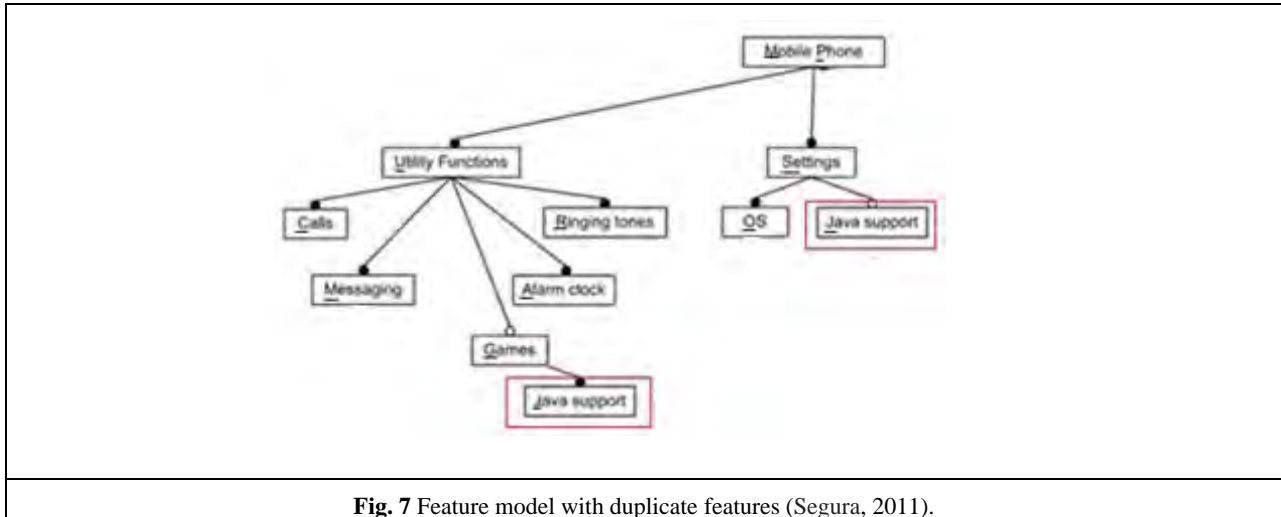 Mobile Phone
Utility Functions
Settings
Calls
Ringing tones
OS
Java support
Messaging
Alarm clock
Games
Java support
Fig. 7 Feature model with duplicate features (Segura, 2011).